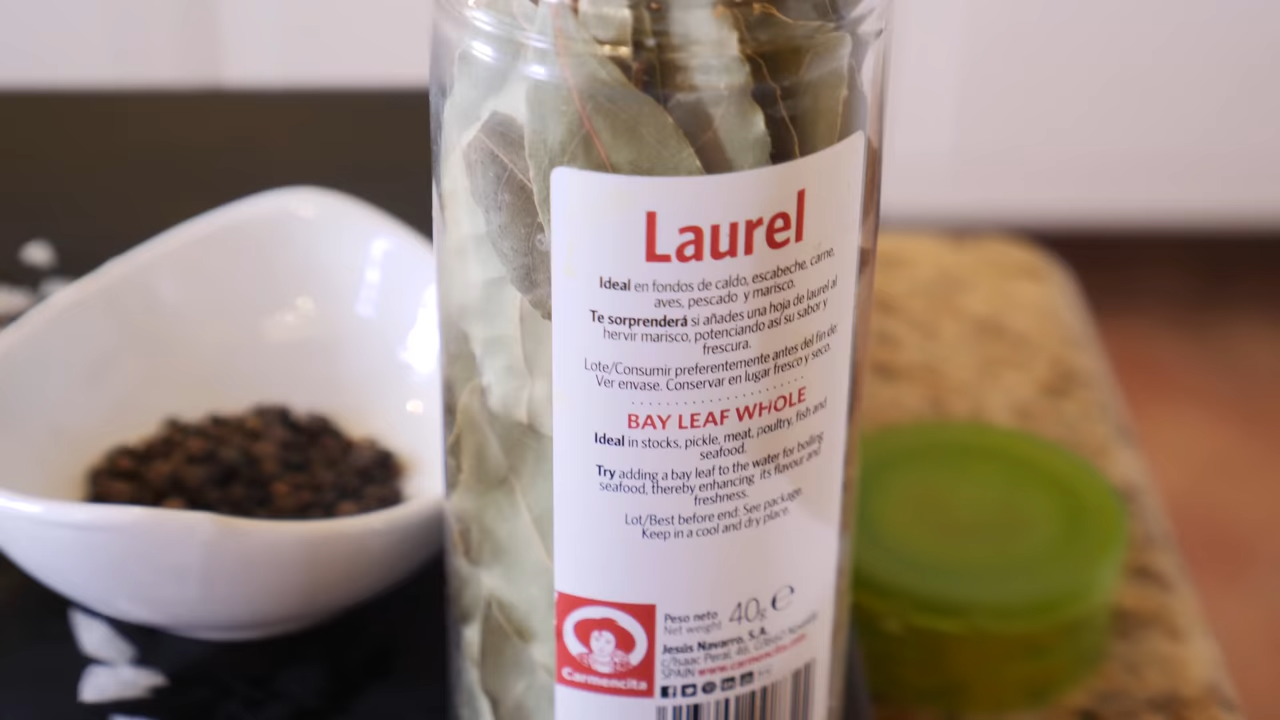 Laurel
Ideal en fondos de caldo, escabeche, carne,
aves, pescado y marisco.
Te sorprenderá si añades una hoja de laurel al
hervir marisco, potenciando así su sabor y
frescura.
Lote/Consumir preferentemente antes del fin de:
Ver envase. Conservar en lugar fresco y seco.
BAY LEAF WHOLE
Ideal in stocks, pickle, meat, poultry, fish and
seafood.
Try adding a bay leaf to the water for boiling
seafood, thereby enhancing its flavour and
freshness.
Lot/Best before end: See package.
Keep in a cool and dry place.
Carmencita
Peso neto
Net weight 40g e
Jesús Navarro, S.A.
c/Isaac Peral, 46,
SPAIN www.carmencita.com